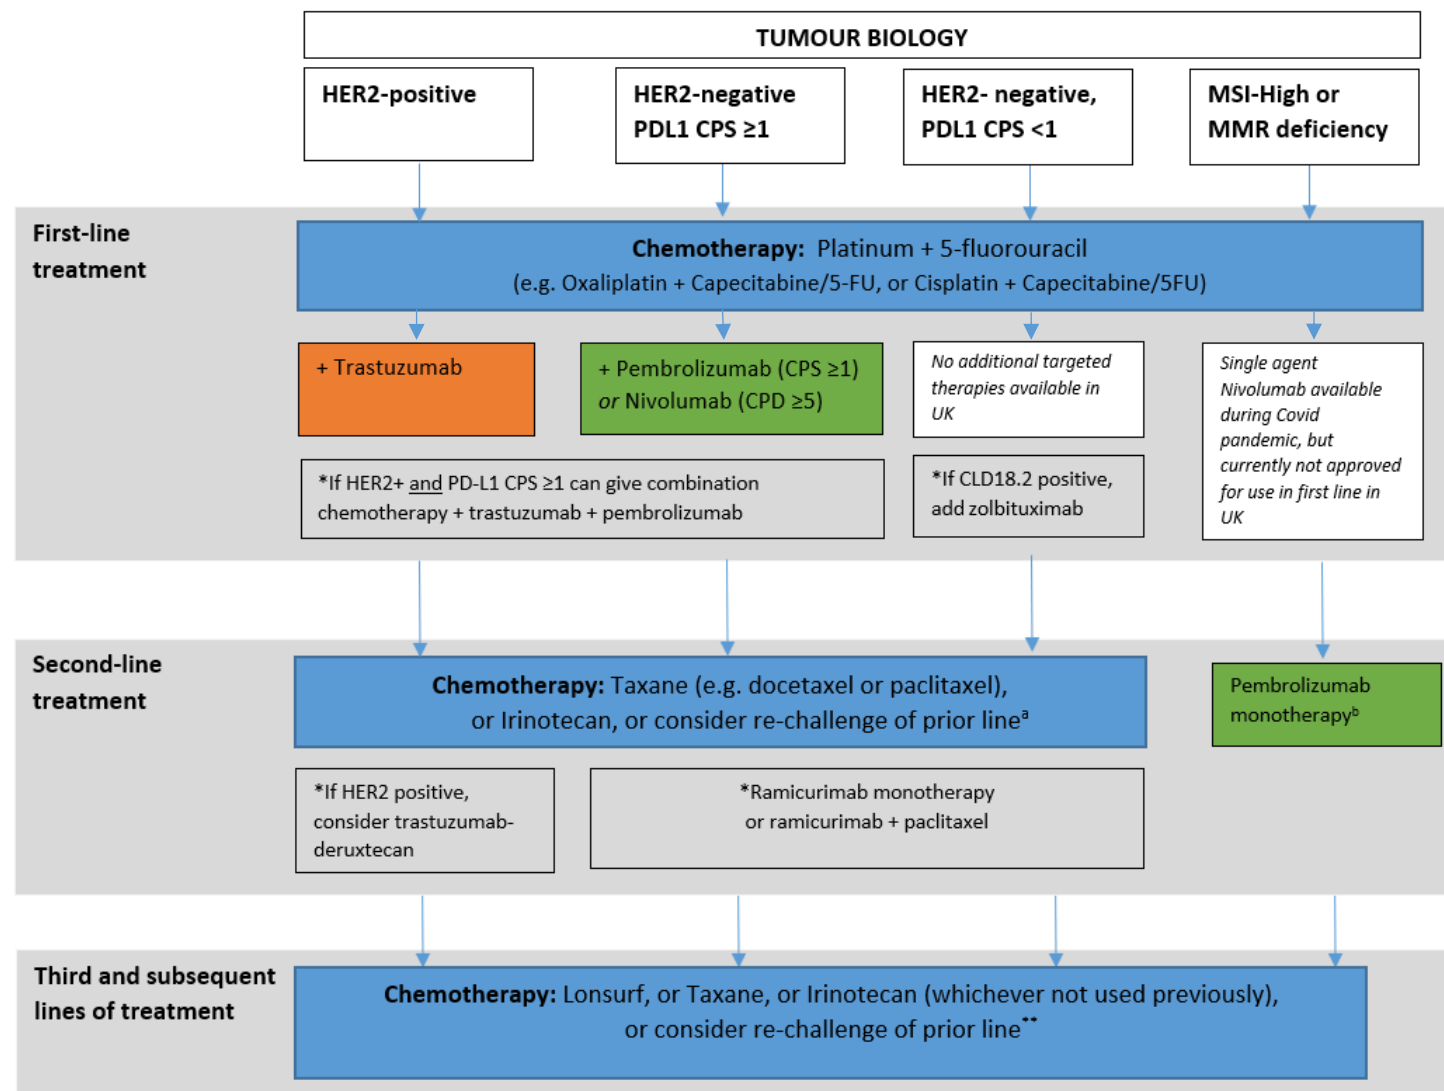 TUMOUR BIOLOGY
HER2-positive
HER2-negative
PDL1 CPS ≥1
HER2- negative,
PDL1 CPS <1
MSI-High or
MMR deficiency
First-line
treatment
Chemotherapy: Platinum + 5-fluorouracil
(e.g. Oxaliplatin + Capecitabine/5-FU, or Cisplatin + Capecitabine/5FU)
+ Trastuzumab
+ Pembrolizumab (CPS ≥1)
or Nivolumab (CPD ≥5)
No additional targeted
therapies available in
UK
Single agent
Nivolumab available
during Covid
pandemic, but
currently not approved
for use in first line in
UK
*If HER2+ and PD-L1 CPS ≥1 can give combination
chemotherapy + trastuzumab + pembrolizumab
*If CLD18.2 positive,
add zolbituximab
Second-line
treatment
Chemotherapy: Taxane (e.g. docetaxel or paclitaxel),
or Irinotecan, or consider re-challenge of prior lineᵃ
Pembrolizumab
monotherapyᵇ
*If HER2 positive,
consider trastuzumab-
deruxtecan
*Ramicurimab monotherapy
or ramicurimab + paclitaxel
Third and subsequent
lines of treatment
Chemotherapy: Lonsurf, or Taxane, or Irinotecan (whichever not used previously),
or consider re-challenge of prior line**